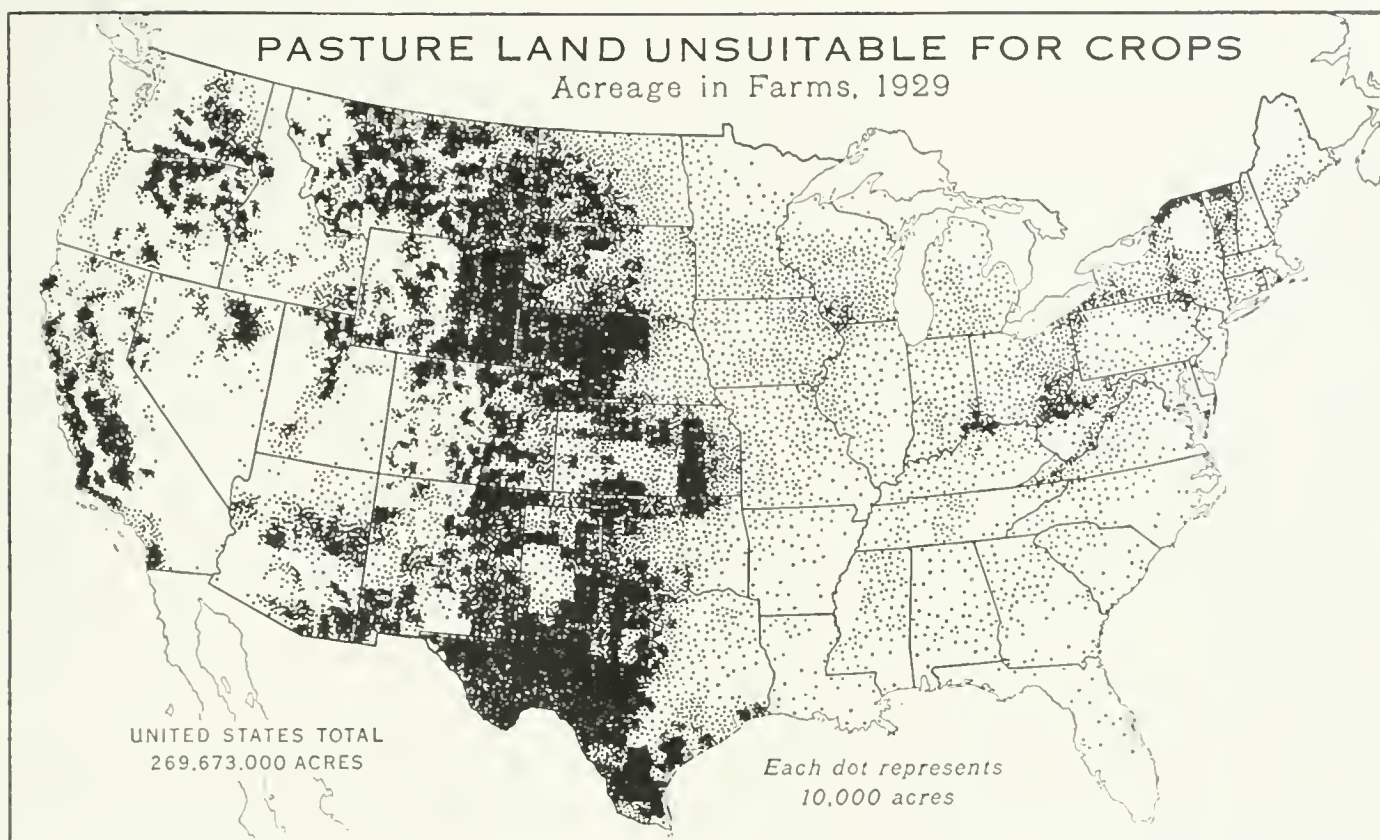 PASTURE LAND UNSUITABLE FOR CROPS
Acreage in Farms, 1929
UNITED STATES TOTAL
269,673,000 ACRES
Each dot represents
10,000 acres